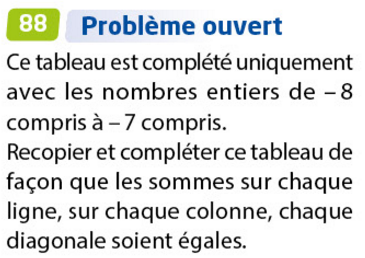 88 Problème ouvert
Ce tableau est complété uniquement
avec les nombres entiers de – 8
compris à – 7 compris.
Recopier et compléter ce tableau de
façon que les sommes sur chaque
ligne, sur chaque colonne, chaque
diagonale soient égales.